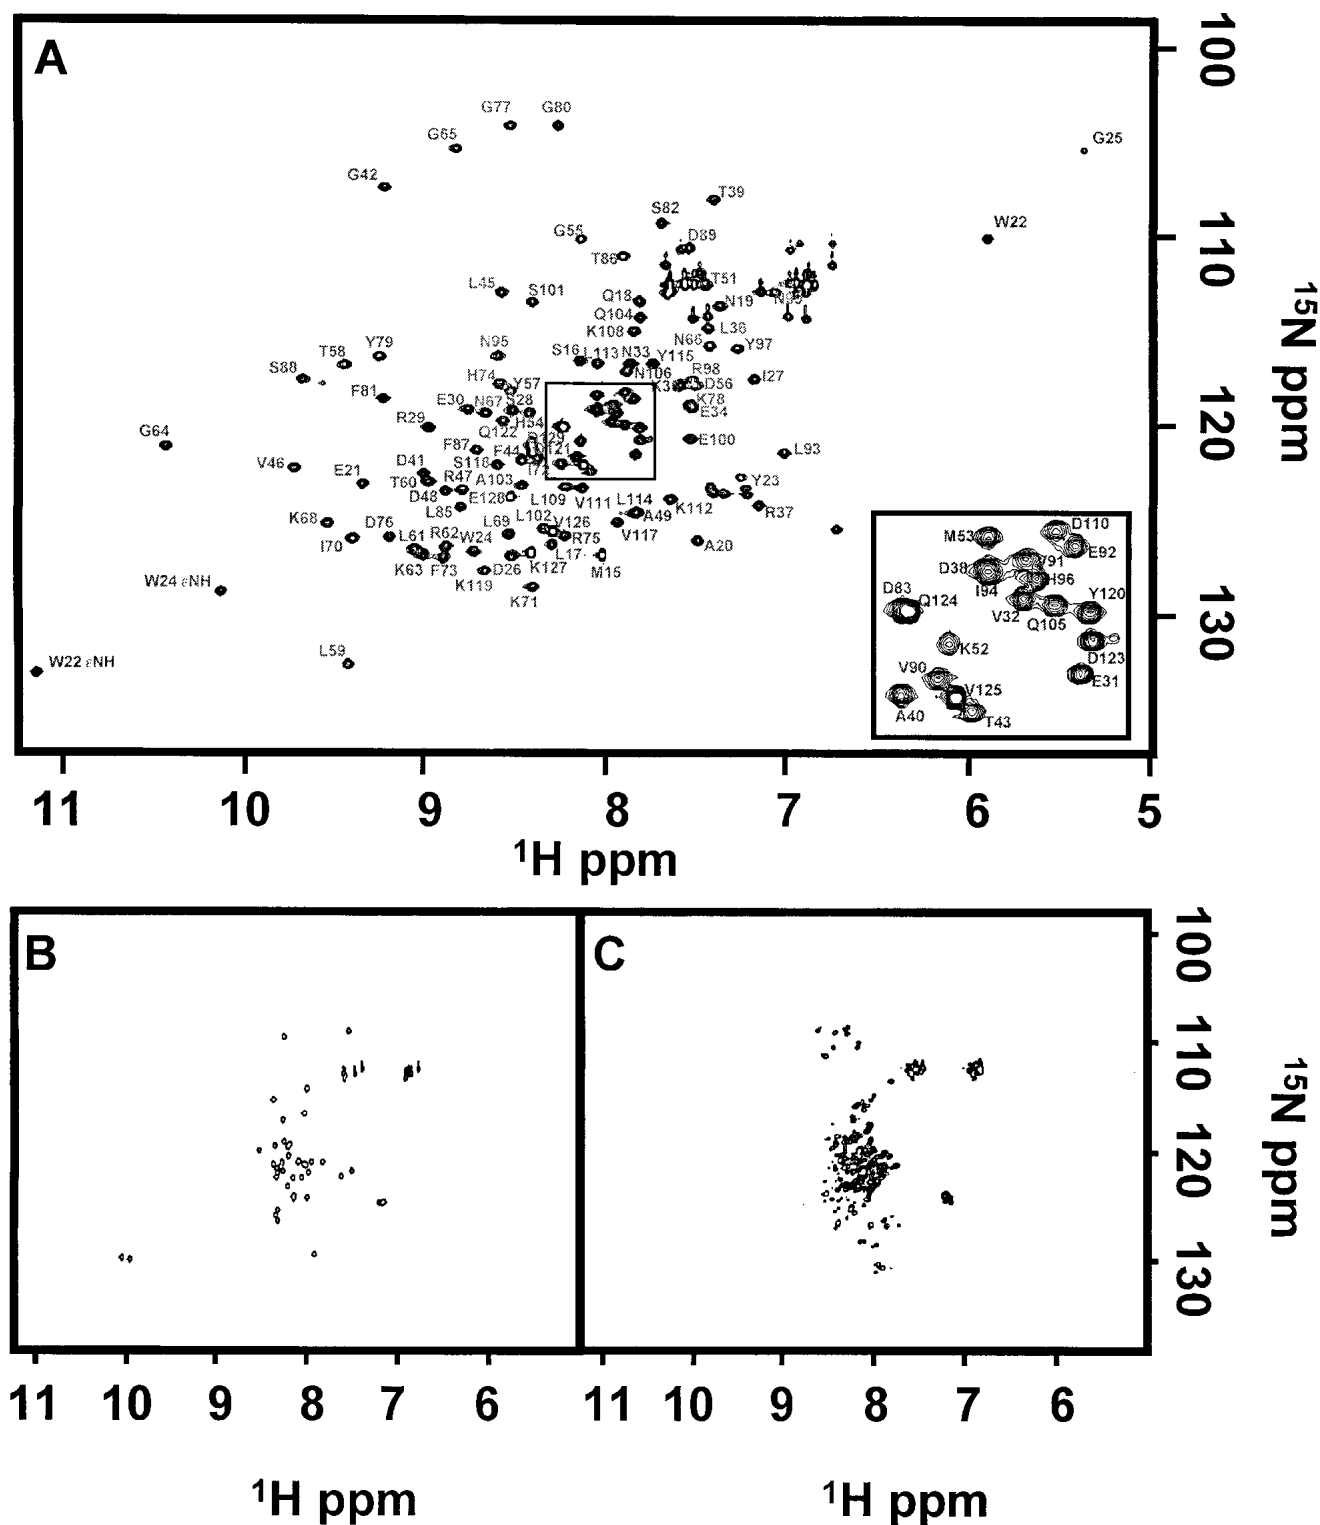 A
100
G77 G80
G65
G25
G42
T39
S82
W22
G55
D89
110
T86
L45
S101
Q18
T51
N19
Q104
K108
L36
N66
Y97
T58
Y79
N95
S16
L113
N33
Y115
S88
H74
Y57
N106
R98
D56
I27
F81
E30
N67
S28
K78
E34
R29
Q122
H54
120
G64
F87
F44
E100
L93
V46
D41
S118
I72
E21
T60
R47
A103
Y23
D48
E128
L109
V111
L114
K112
R37
L85
A49
K68
D76
L102
V126
V117
I70
L61
R62
L69
R75
A20
W24
L17
K63
F73
D26
K127
M15
W24 εNH
K119
K71
L59
130
W22 εNH
M53
D110
E92
D38
V91
H96
I94
D83
Q124
V32
Q105
Y120
K52
D123
V90
E31
V125
A40
T43
15N ppm
11 10 9 8 7 6 5
1H ppm
B
C
100
110
120
130
15N ppm
11 10 9 8 7 6
11 10 9 8 7 6
1H ppm
1H ppm